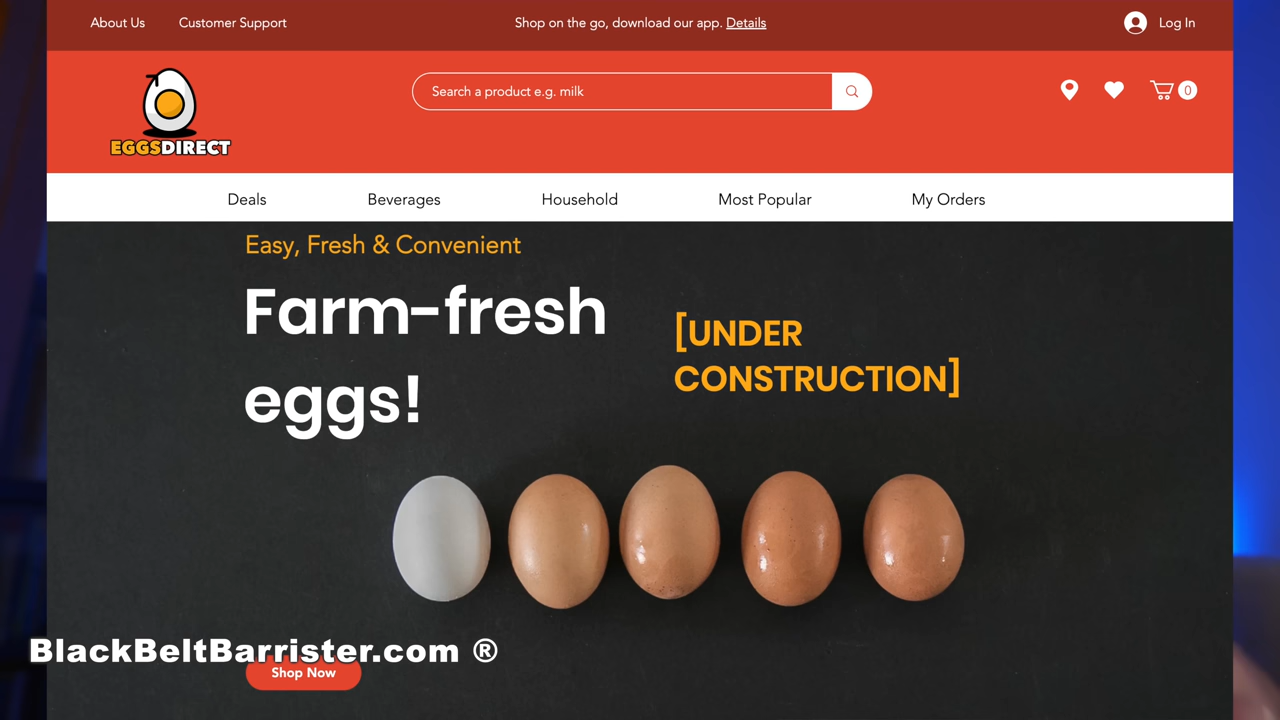 About Us
Customer Support
Shop on the go, download our app. Details
Log In
EGGSDIRECT
Search a product e.g. milk
0
Deals
Beverages
Household
Most Popular
My Orders
Easy, Fresh & Convenient
Farm-fresh
eggs!
[UNDER
CONSTRUCTION]
BlackBeltBarrister.com ®
Shop Now